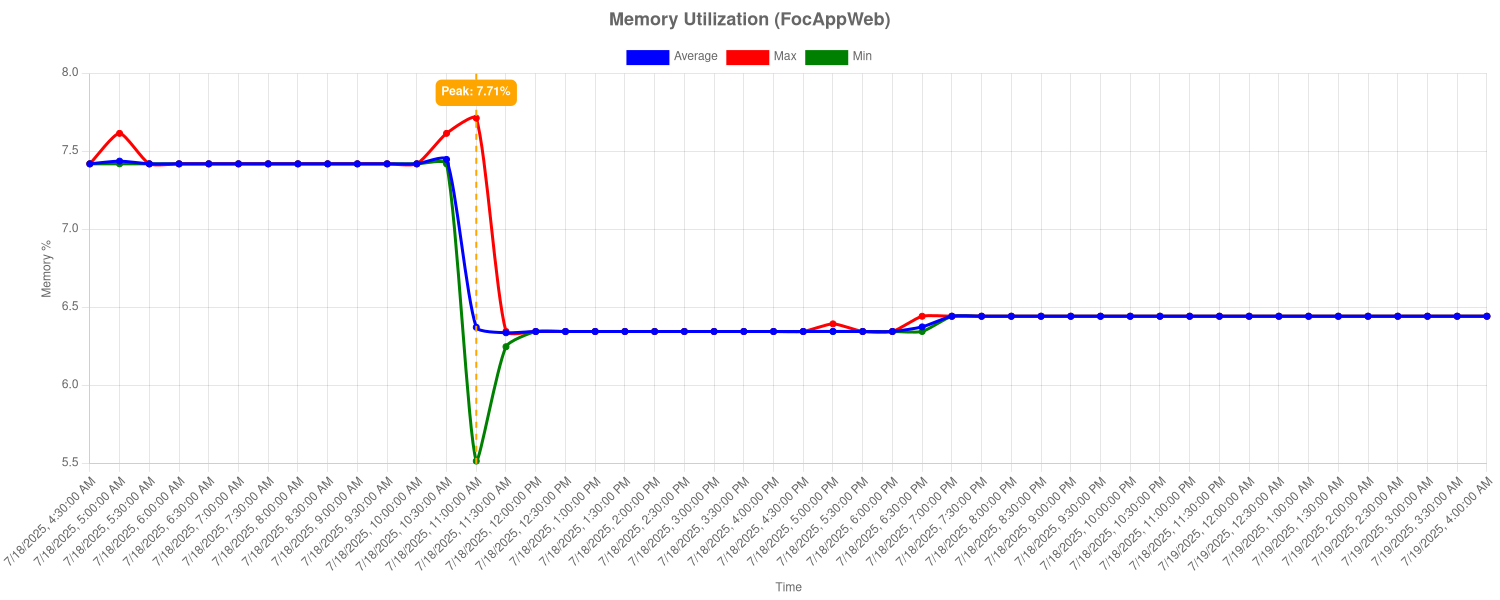 Memory Utilization (FocAppWeb)
Average Max Min
Peak: 7.71%
8.0
7.5
7.0
6.5
6.0
5.5
Memory %
7/18/2025, 4:30:00 AM
7/18/2025, 5:00:00 AM
7/18/2025, 5:30:00 AM
7/18/2025, 6:00:00 AM
7/18/2025, 6:30:00 AM
7/18/2025, 7:00:00 AM
7/18/2025, 7:30:00 AM
7/18/2025, 8:00:00 AM
7/18/2025, 8:30:00 AM
7/18/2025, 9:00:00 AM
7/18/2025, 9:30:00 AM
7/18/2025, 10:00:00 AM
7/18/2025, 10:30:00 AM
7/18/2025, 11:00:00 AM
7/18/2025, 11:30:00 AM
7/18/2025, 12:00:00 PM
7/18/2025, 12:30:00 PM
7/18/2025, 1:00:00 PM
7/18/2025, 1:30:00 PM
7/18/2025, 2:00:00 PM
7/18/2025, 2:30:00 PM
7/18/2025, 3:00:00 PM
7/18/2025, 3:30:00 PM
7/18/2025, 4:00:00 PM
7/18/2025, 4:30:00 PM
7/18/2025, 5:00:00 PM
7/18/2025, 5:30:00 PM
7/18/2025, 6:00:00 PM
7/18/2025, 6:30:00 PM
7/18/2025, 7:00:00 PM
7/18/2025, 7:30:00 PM
7/18/2025, 8:00:00 PM
7/18/2025, 8:30:00 PM
7/18/2025, 9:00:00 PM
7/18/2025, 9:30:00 PM
7/18/2025, 10:00:00 PM
7/18/2025, 10:30:00 PM
7/18/2025, 11:00:00 PM
7/18/2025, 11:30:00 PM
7/19/2025, 12:00:00 AM
7/19/2025, 12:30:00 AM
7/19/2025, 1:00:00 AM
7/19/2025, 1:30:00 AM
7/19/2025, 2:00:00 AM
7/19/2025, 2:30:00 AM
7/19/2025, 3:00:00 AM
7/19/2025, 3:30:00 AM
7/19/2025, 4:00:00 AM
Time